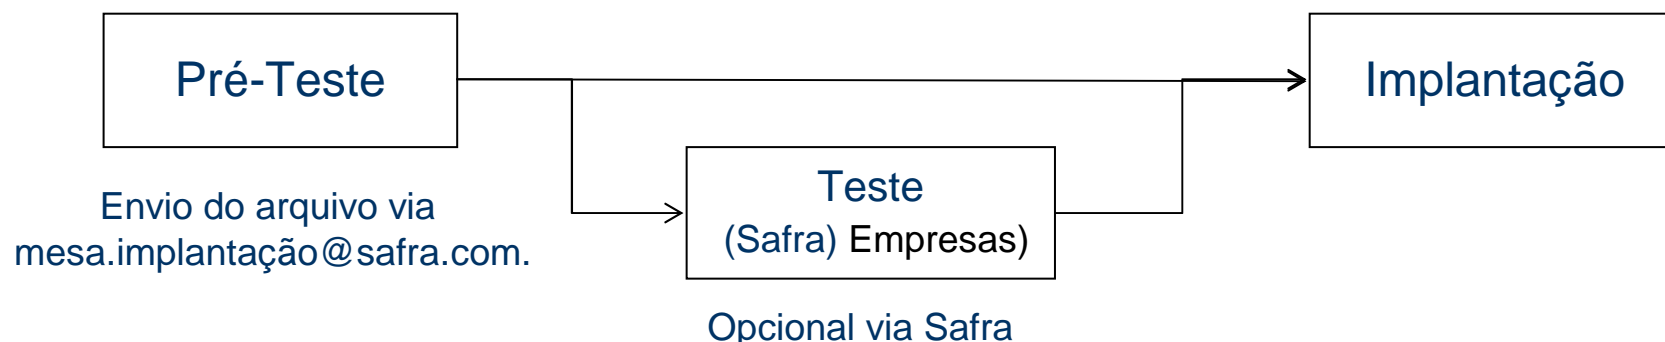 Pré-Teste
Implantação
Teste
(Safra) Empresas)
Envio do arquivo via
mesa.implantação@safra.com.
Opcional via Safra